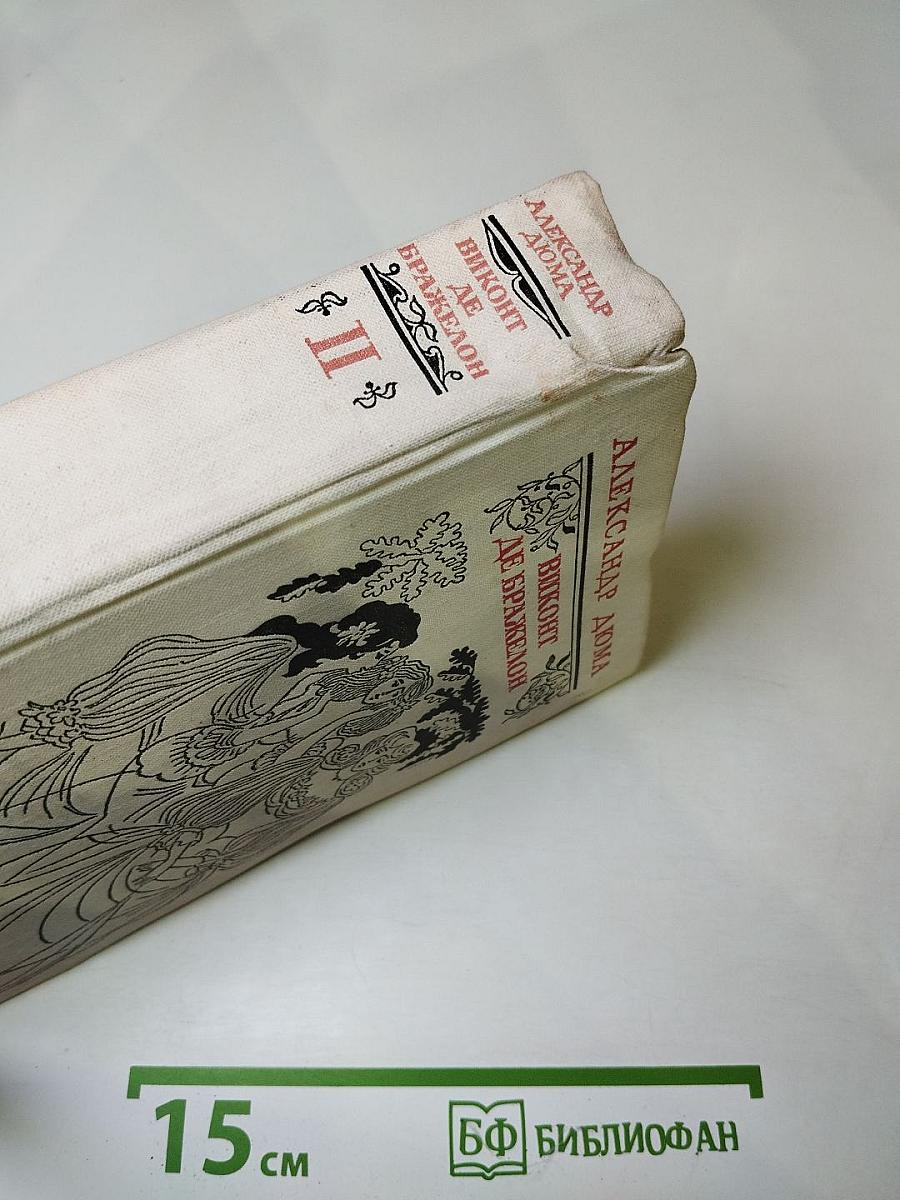 АЛЕКСАНДР
ДЮМА
ВИКОНТ
ДЕ
БРАЖЕЛОН
II
АЛЕКСАНДР ДЮМА
ВИКОНТ
ДЕ БРАЖЕЛОН
15 см
БФ БИБЛИОФАН